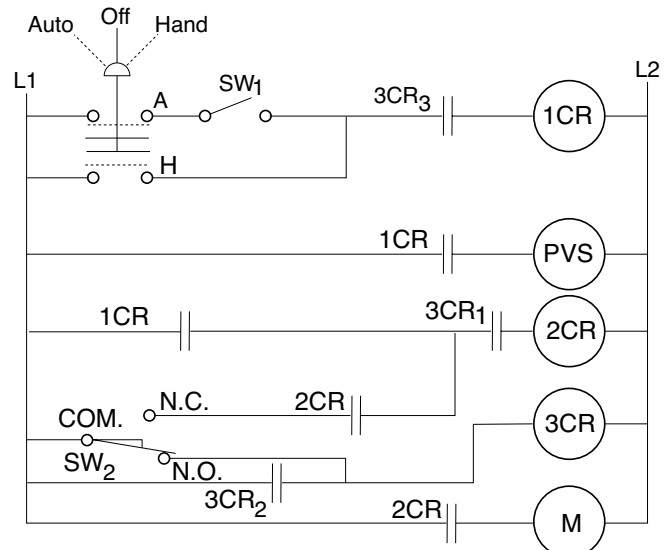 Off
Auto
Hand
L1
L2
A
SW1
3CR3
1CR
H
1CR
PVS
1CR
3CR1
2CR
N.C.
2CR
COM.
3CR
SW2
N.O.
3CR2
2CR
M